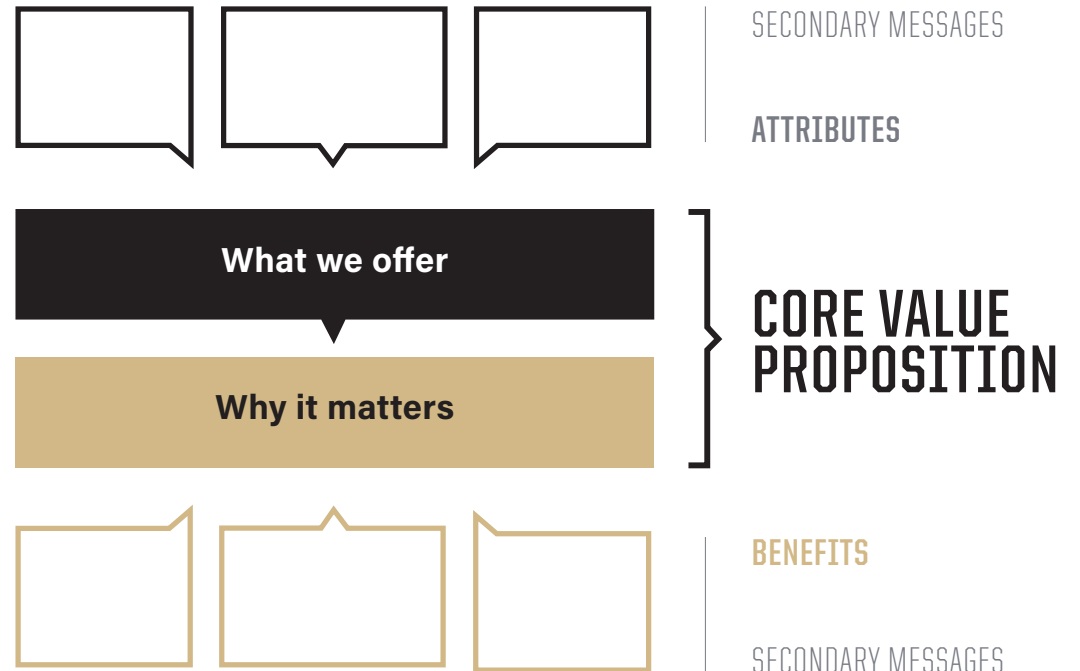 SECONDARY MESSAGES
ATTRIBUTES
What we offer
Why it matters
CORE VALUE
PROPOSITION
BENEFITS
SECONDARY MESSAGES